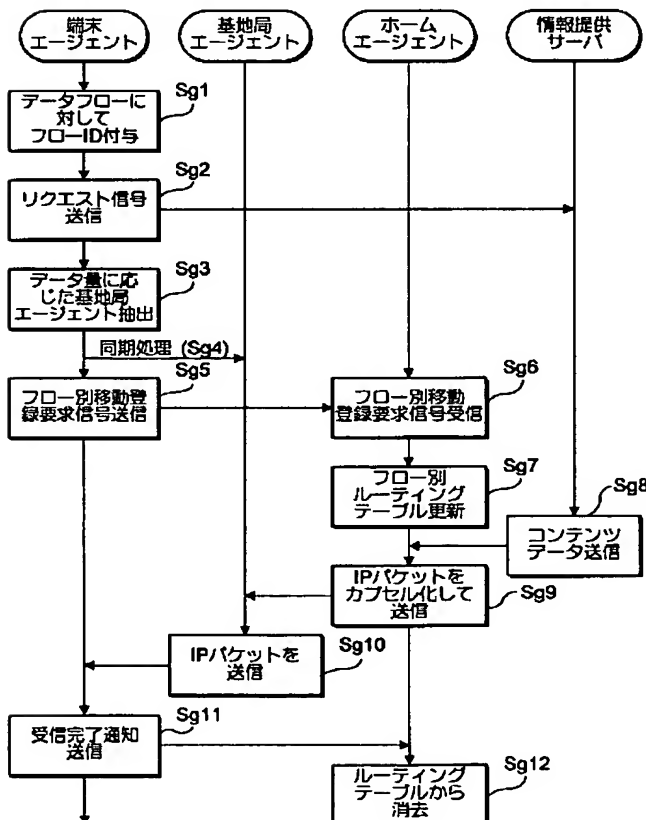 端末
エージェント
基地局
エージェント
ホーム
エージェント
情報提供
サーバ
データフローに
対して
フローID付与
Sg1
リクエスト信号
送信
Sg2
データ量に応
じた基地局
エージェント抽出
Sg3
同期処理 (Sg4)
フロー別移動登
録要求信号送信
Sg5
フロー別移動
登録要求信号受信
Sg6
フロー別
ルーティング
テーブル更新
Sg7
コンテンツ
データ送信
Sg8
IPパケットを
カプセル化して
送信
Sg9
IPパケットを
送信
Sg10
受信完了通知
送信
Sg11
ルーティング
テーブルから
消去
Sg12